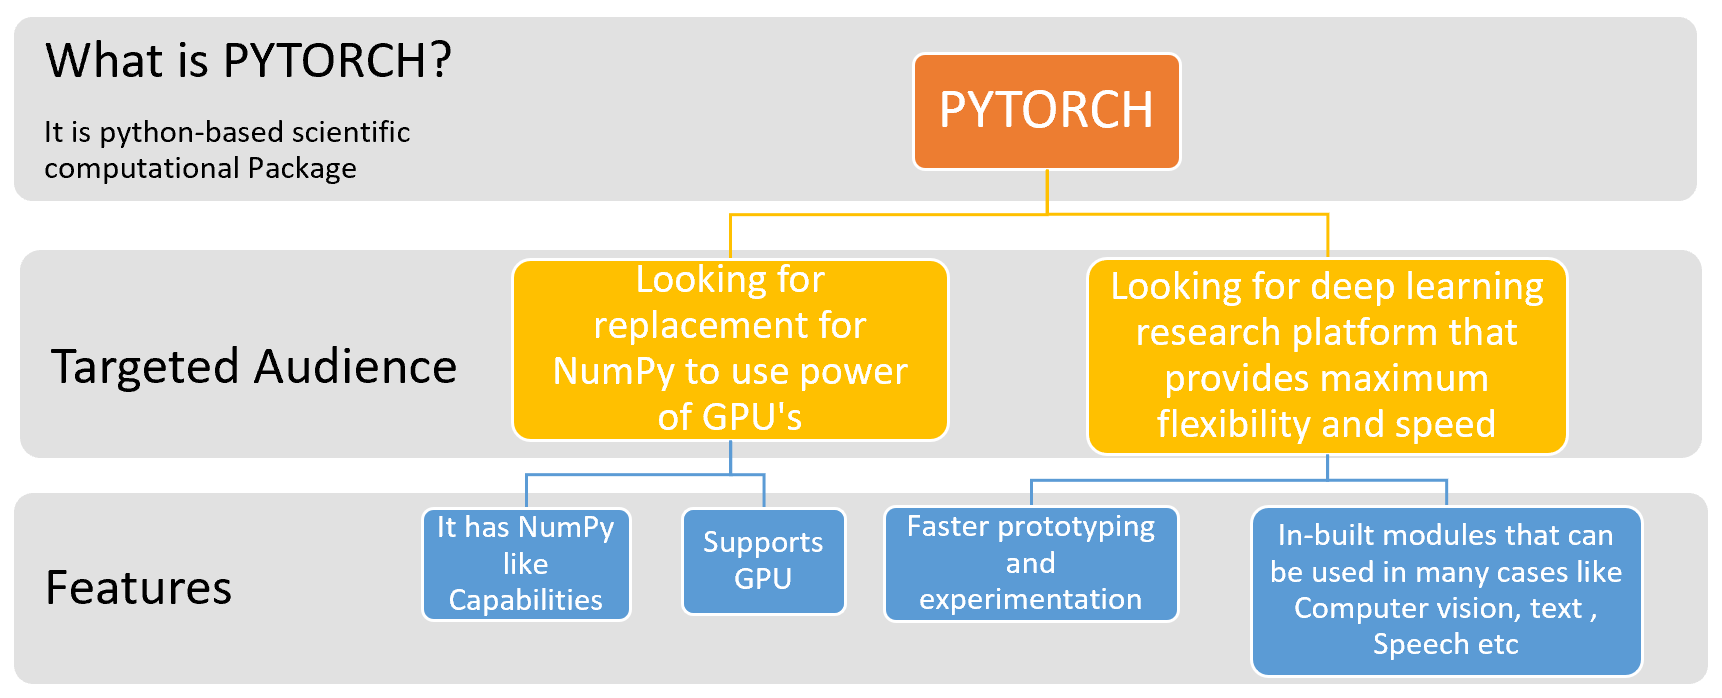 What is PYTORCH?
It is python-based scientific
computational Package
PYTORCH
Targeted Audience
Looking for
replacement for
NumPy to use power
of GPU's
Looking for deep learning
research platform that
provides maximum
flexibility and speed
Features
It has NumPy
like
Capabilities
Supports
GPU
Faster prototyping
and
experimentation
In-built modules that can
be used in many cases like
Computer vision, text ,
Speech etc